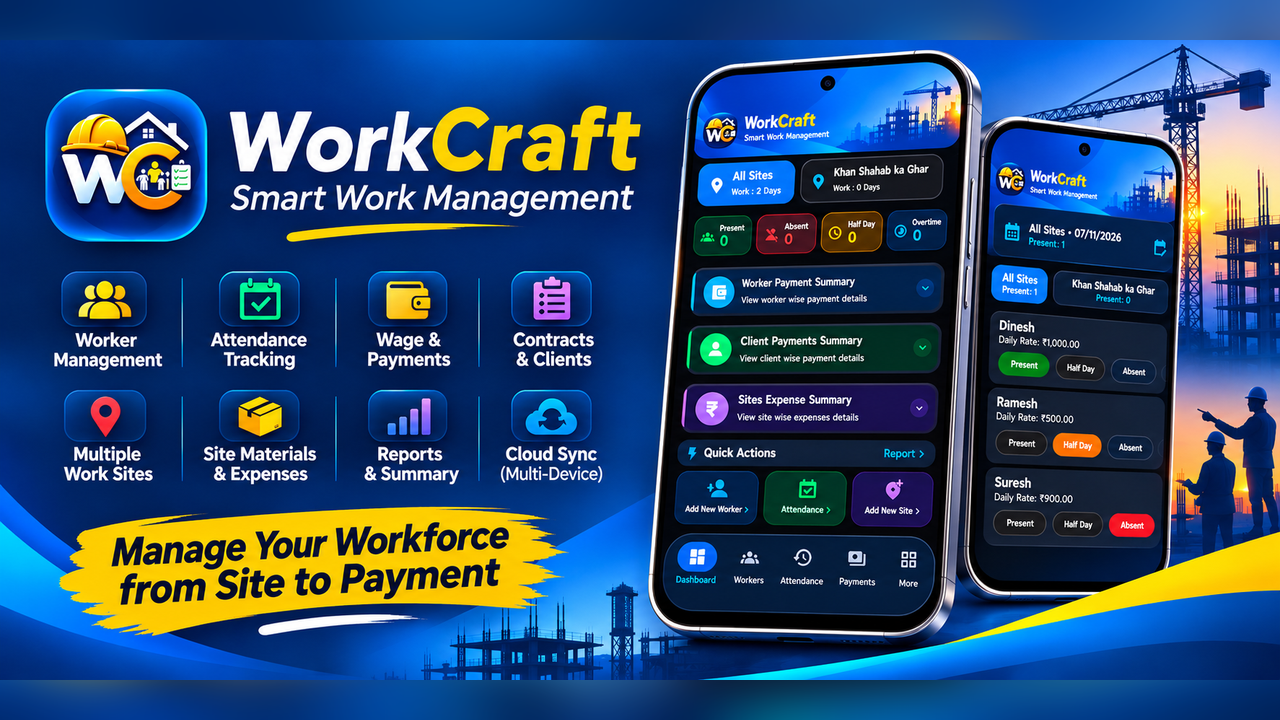 WC
WorkCraft
Smart Work Management
Worker
Management
Attendance
Tracking
Wage &
Payments
Contracts
& Clients
Multiple
Work Sites
Site Materials
& Expenses
Reports
& Summary
Cloud Sync
(Multi-Device)
Manage Your Workforce
from Site to Payment
WC
WorkCraft
Smart Work Management
All Sites
Work : 2 Days
Khan Shahab ka Ghar
Work : 0 Days
Present
0
Absent
0
Half Day
0
Overtime
0
Worker Payment Summary
View worker wise payment details
Client Payments Summary
View client wise payment details
₹
Sites Expense Summary
View site wise expenses details
Quick Actions
Report >
Add New Worker >
Attendance >
Add New Site >
Dashboard
Workers
Attendance
Payments
More
WC
WorkCraft
Smart Work Management
All Sites • 07/11/2026
Present: 1
All Sites
Present: 1
Khan Shahab ka Ghar
Present: 0
Dinesh
Daily Rate: ₹1,000.00
Present
Half Day
Absent
Ramesh
Daily Rate: ₹500.00
Present
Half Day
Absent
Suresh
Daily Rate: ₹900.00
Present
Half Day
Absent